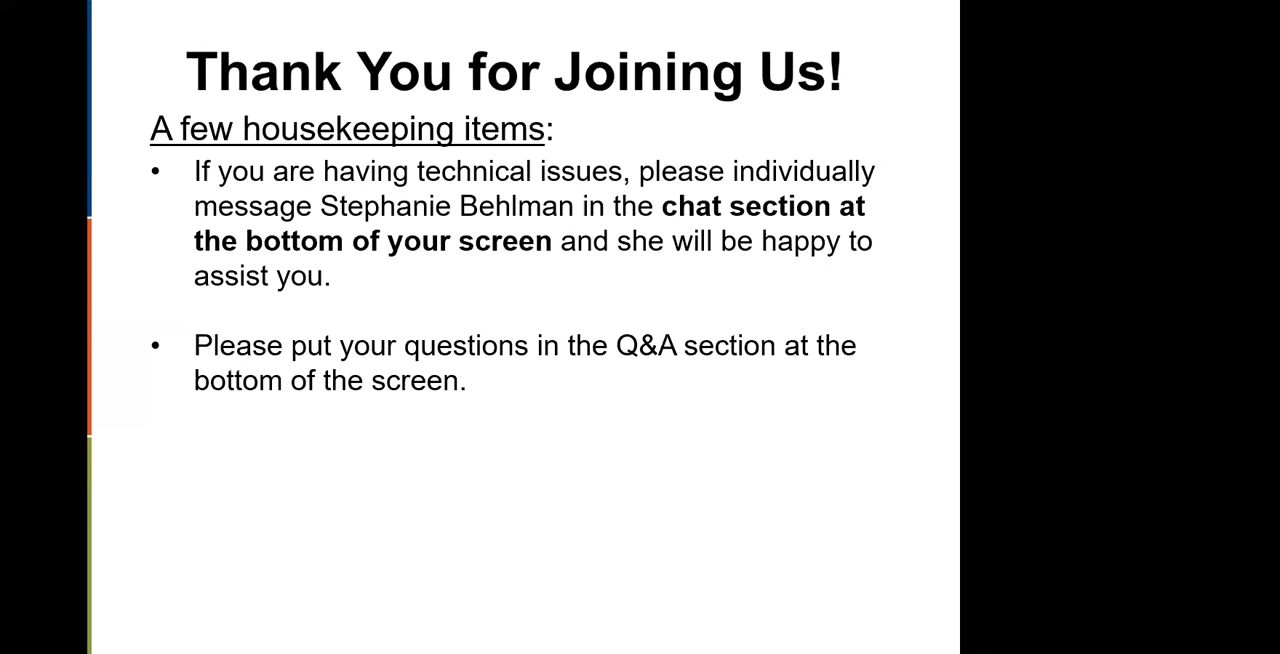 Thank You for Joining Us!
A few housekeeping items:
• If you are having technical issues, please individually
message Stephanie Behlman in the chat section at
the bottom of your screen and she will be happy to
assist you.
• Please put your questions in the Q&A section at the
bottom of the screen.